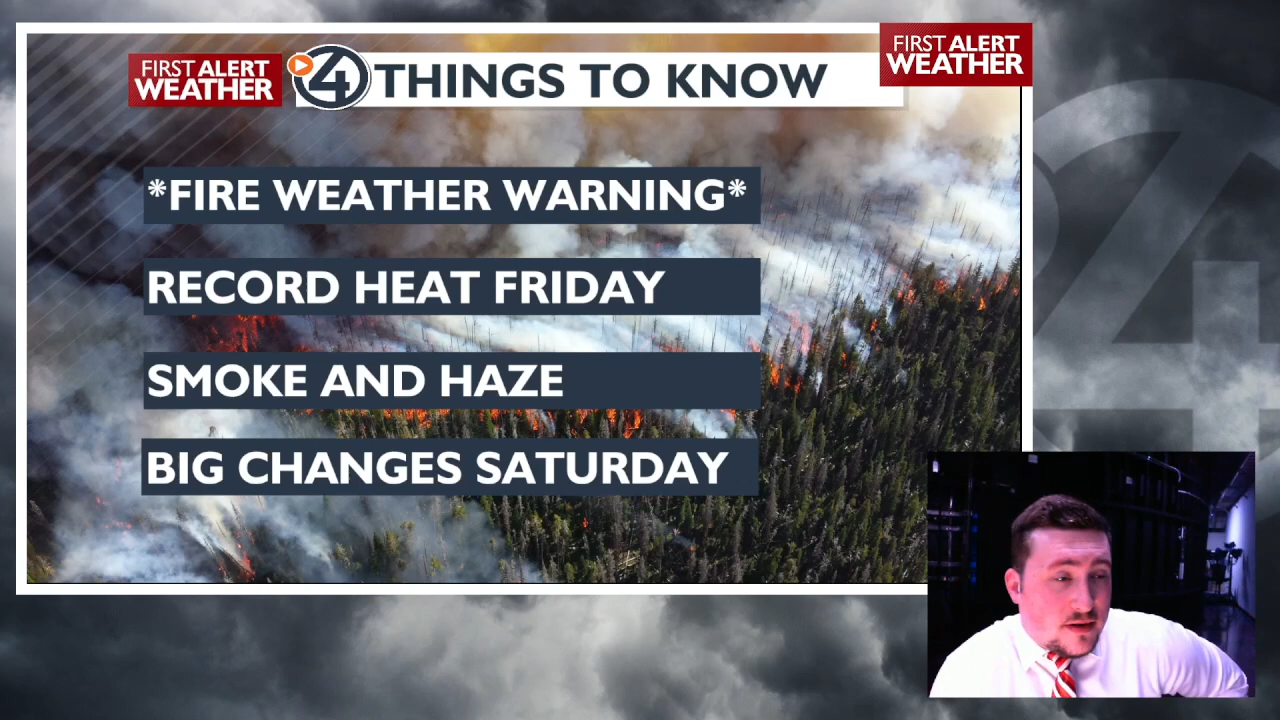 FIRST ALERT
WEATHER
4 THINGS TO KNOW
FIRST ALERT
WEATHER
*FIRE WEATHER WARNING*
RECORD HEAT FRIDAY
SMOKE AND HAZE
BIG CHANGES SATURDAY
4